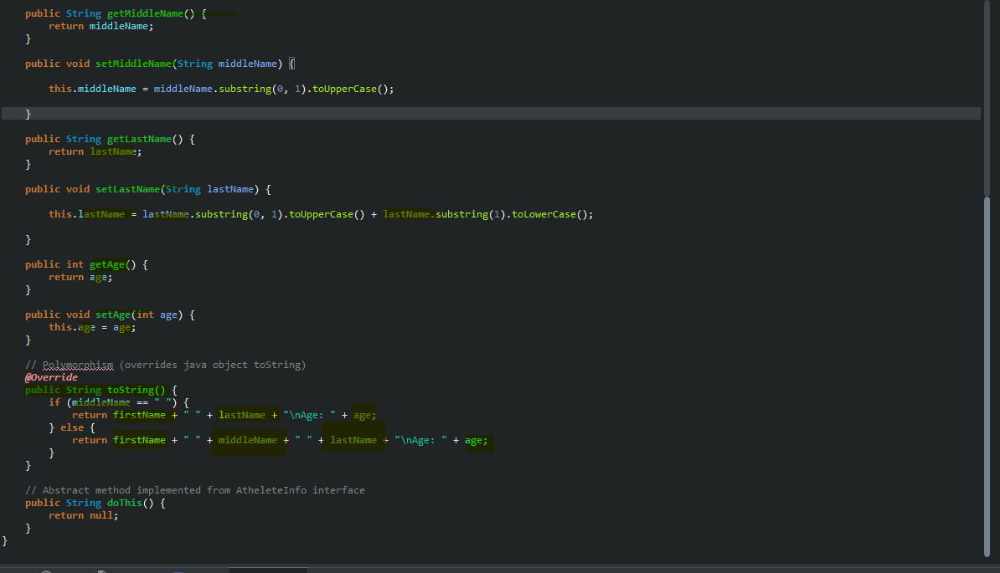 public String getMiddleName() {
return middleName;
}
public void setMiddleName(String middleName) {
this.middleName = middleName.substring(0, 1).toUpperCase();
}
public String getLastName() {
return lastName;
}
public void setLastName(String lastName) {
this.lastName = lastName.substring(0, 1).toUpperCase() + lastName.substring(1).toLowerCase();
}
public int getAge() {
return age;
}
public void setAge(int age) {
this.age = age;
}
// Polymorphism (overrides java object toString)
@Override
public String toString() {
if (middleName == " ") {
return firstName + " " + lastName + "\nAge: " + age;
} else {
return firstName + " " + middleName + " " + lastName + "\nAge: " + age;
}
}
// Abstract method implemented from AtheleteInfo interface
public String doThis() {
return null;
}
}